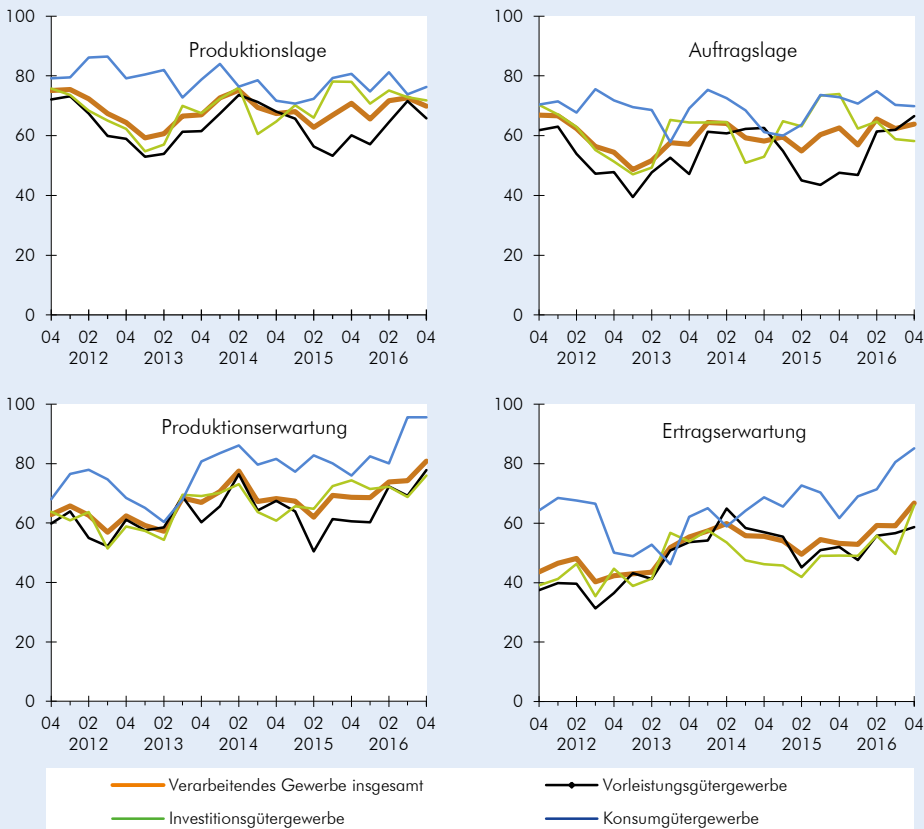 Produktionslage
100
80
60
40
20
0
04 02 04 02 04 02 04 02 04 02 04
2012 2013 2014 2015 2016
Auftragslage
100
80
60
40
20
0
04 02 04 02 04 02 04 02 04 02 04
2012 2013 2014 2015 2016
Produktionserwartung
100
80
60
40
20
0
04 02 04 02 04 02 04 02 04 02 04
2012 2013 2014 2015 2016
Ertragserwartung
100
80
60
40
20
0
04 02 04 02 04 02 04 02 04 02 04
2012 2013 2014 2015 2016
Verarbeitendes Gewerbe insgesamt
Vorleistungsgütergewerbe
Investitionsgütergewerbe
Konsumgütergewerbe